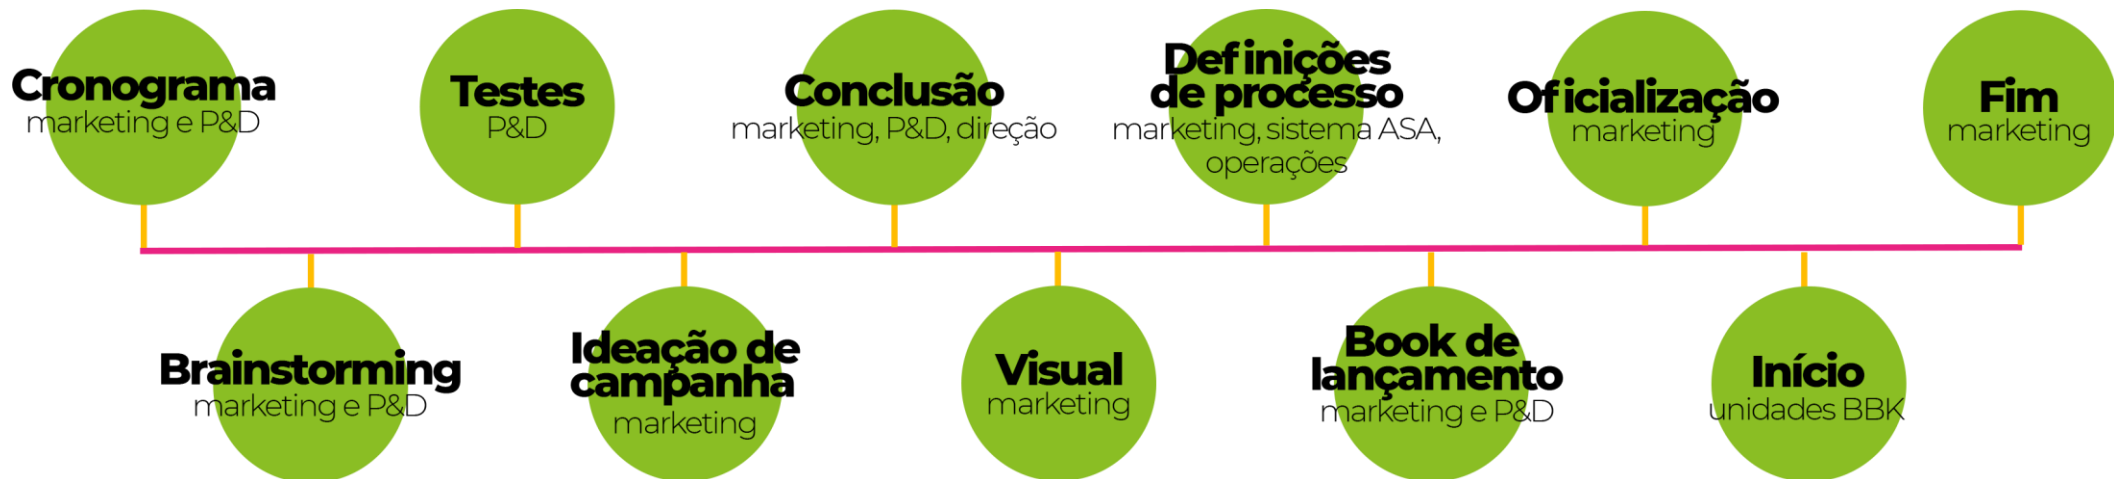 Cronograma
marketing e P&D
Brainstorming
marketing e P&D
Testes
P&D
Ideação de
campanha
marketing
Conclusão
marketing, P&D, direção
Visual
marketing
Definições
de processo
marketing, sistema ASA,
operações
Book de
lançamento
marketing e P&D
Oficialização
marketing
Início
unidades BBK
Fim
marketing